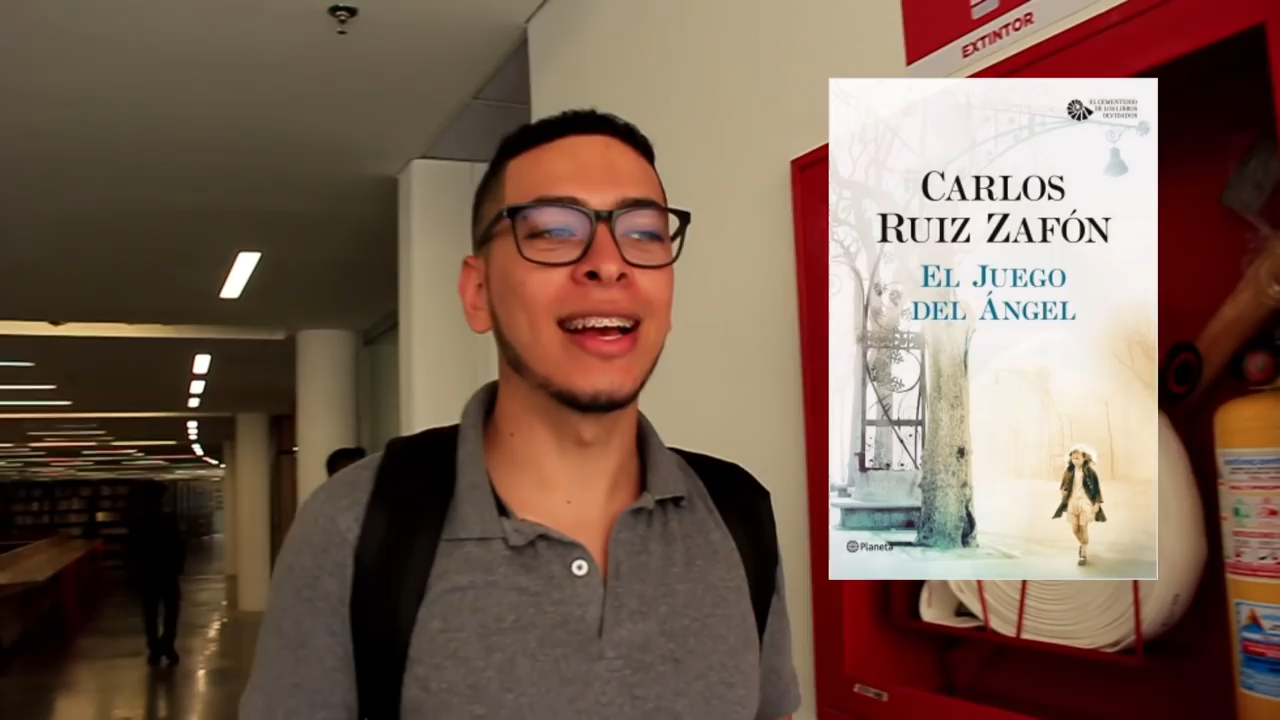 EXTINTOR
EL CEMENTERIO
DE LOS LIBROS
OLVIDADOS
CARLOS
RUIZ ZAFÓN
EL JUEGO
DEL ÁNGEL
Planeta